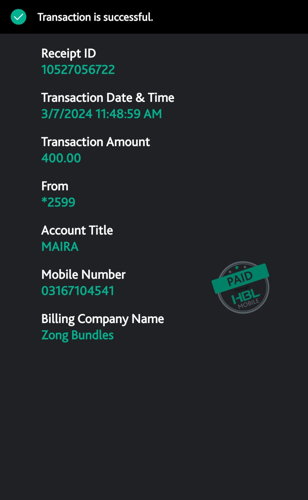 Transaction is successful.
Receipt ID
10527056722
Transaction Date & Time
3/7/2024 11:48:59 AM
Transaction Amount
400.00
From
*2599
Account Title
MAIRA
Mobile Number
03167104541
PAID
HBL
MOBILE
Billing Company Name
Zong Bundles